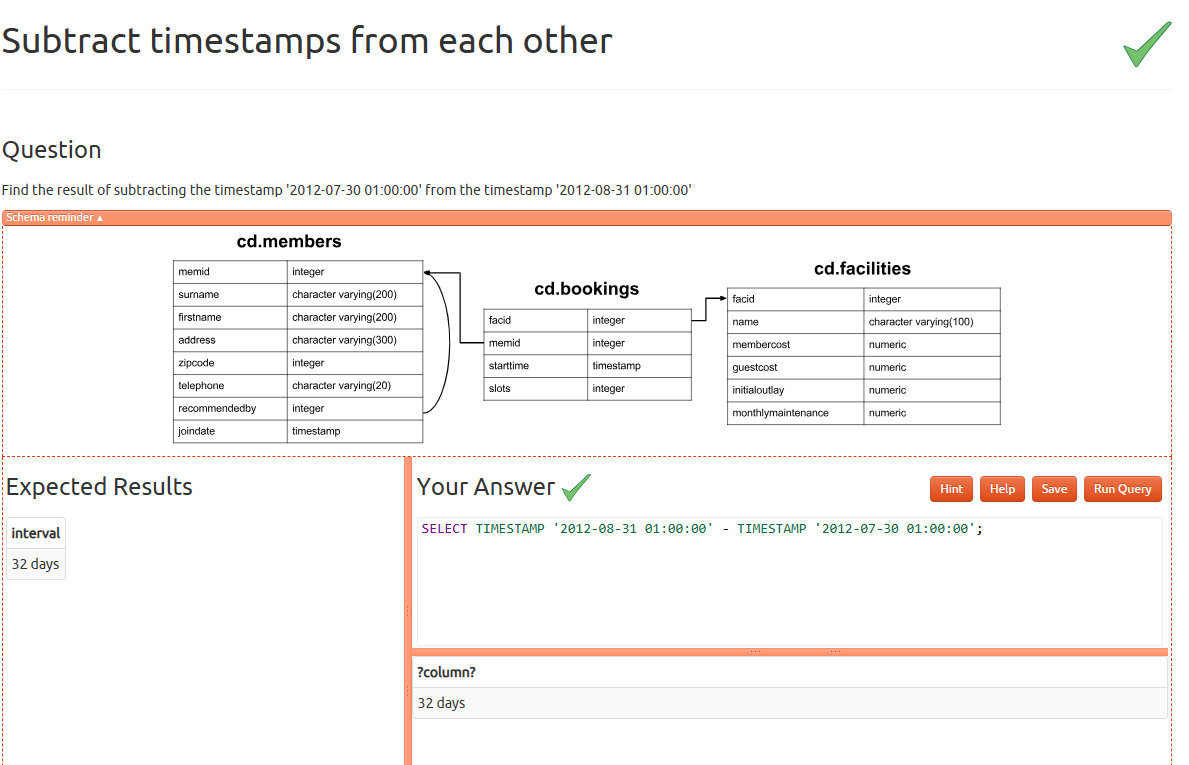 Subtract timestamps from each other
Question
Find the result of subtracting the timestamp '2012-07-30 01:00:00' from the timestamp '2012-08-31 01:00:00'
Schema reminder ▲
cd.members
memid integer
surname character varying(200)
firstname character varying(200)
address character varying(300)
zipcode integer
telephone character varying(20)
recommendedby integer
joindate timestamp
cd.bookings
facid integer
memid integer
starttime timestamp
slots integer
cd.facilities
facid integer
name character varying(100)
membercost numeric
guestcost numeric
initialoutlay numeric
monthlymaintenance numeric
Expected Results
interval
32 days
Your Answer
Hint Help Save Run Query
SELECT TIMESTAMP '2012-08-31 01:00:00' - TIMESTAMP '2012-07-30 01:00:00';
?column?
32 days